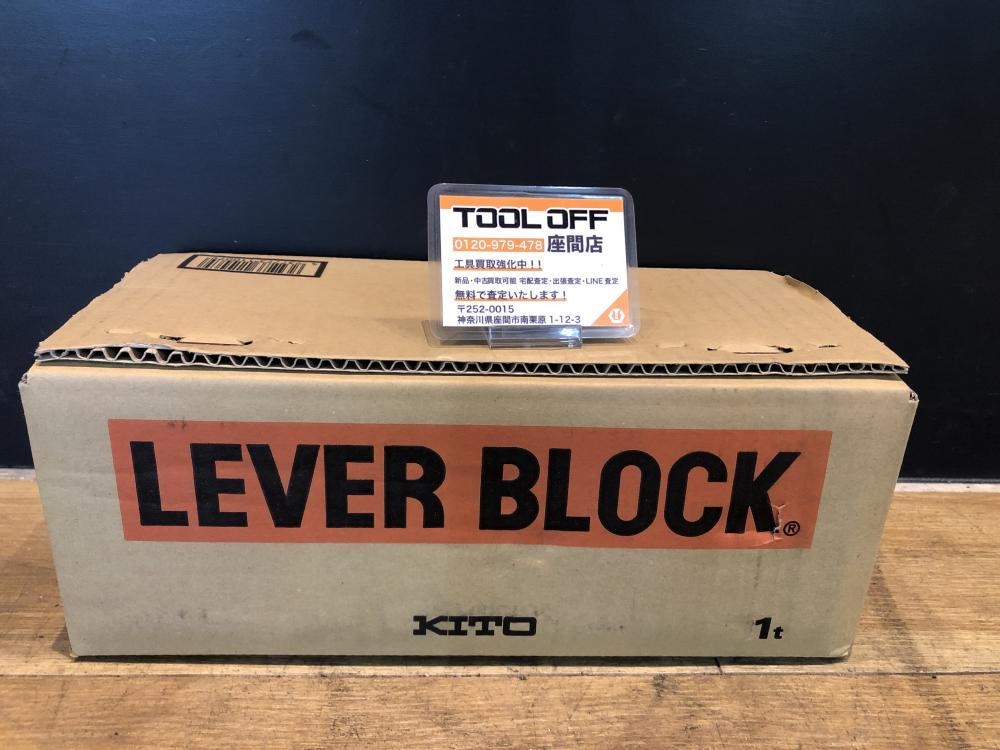 TOOL OFF
0120-979-478 座間店
工具買取強化中!!
新品・中古買取可能 宅配査定・出張査定・LINE査定
無料で査定いたします!
〒252-0015
神奈川県座間市南栗原 1-12-3
LEVER BLOCK®
KITO
1t